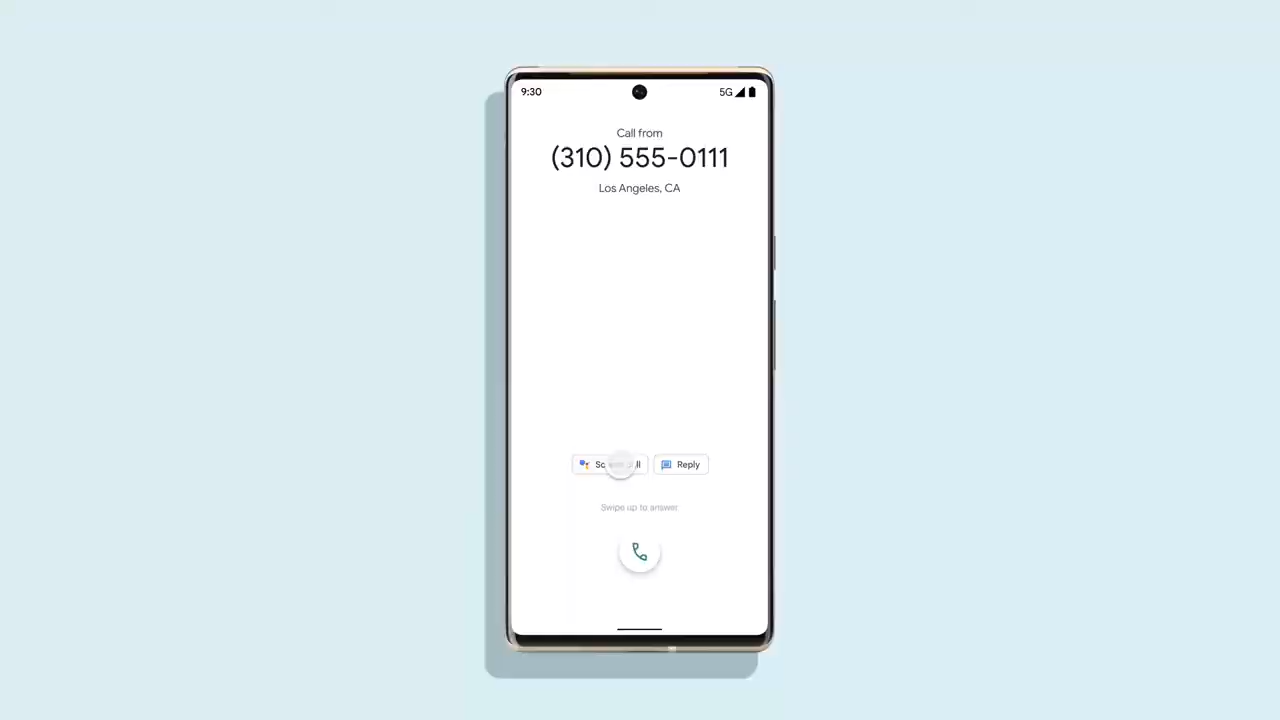 9:30
5G
Call from
(310) 555-0111
Los Angeles, CA
Reply
Swipe up to answer